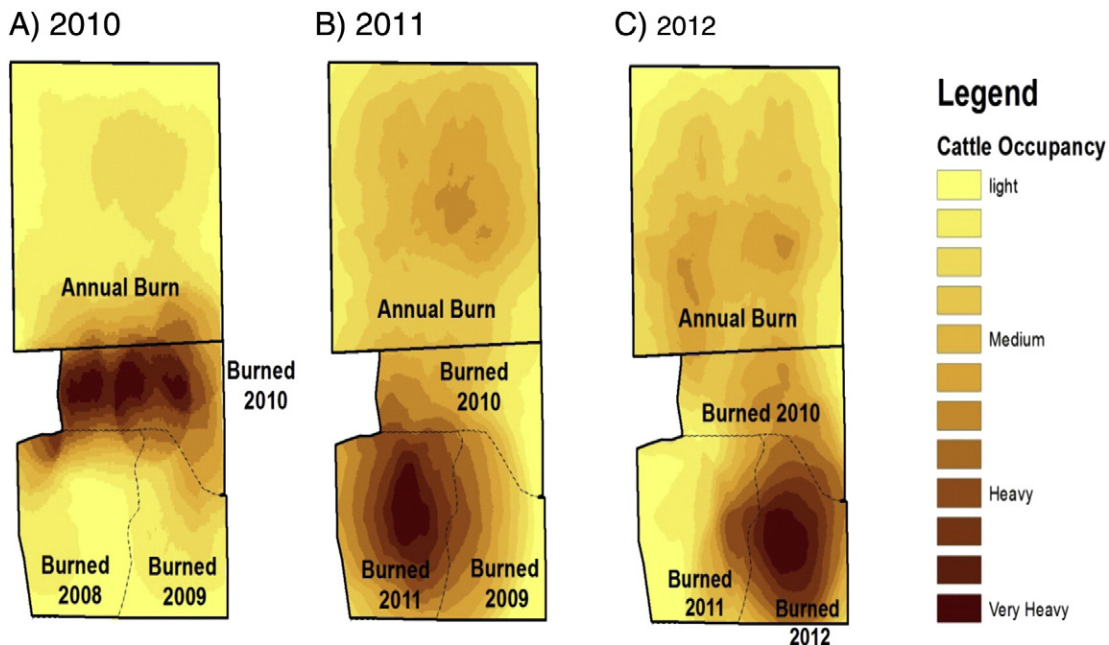 A) 2010
B) 2011
C) 2012
Annual Burn
Burned
2010
Burned
2008
Burned
2009
Annual Burn
Burned
2010
Burned
2011
Burned
2009
Annual Burn
Burned 2010
Burned
2011
Burned
2012
Legend
Cattle Occupancy
light
Medium
Heavy
Very Heavy